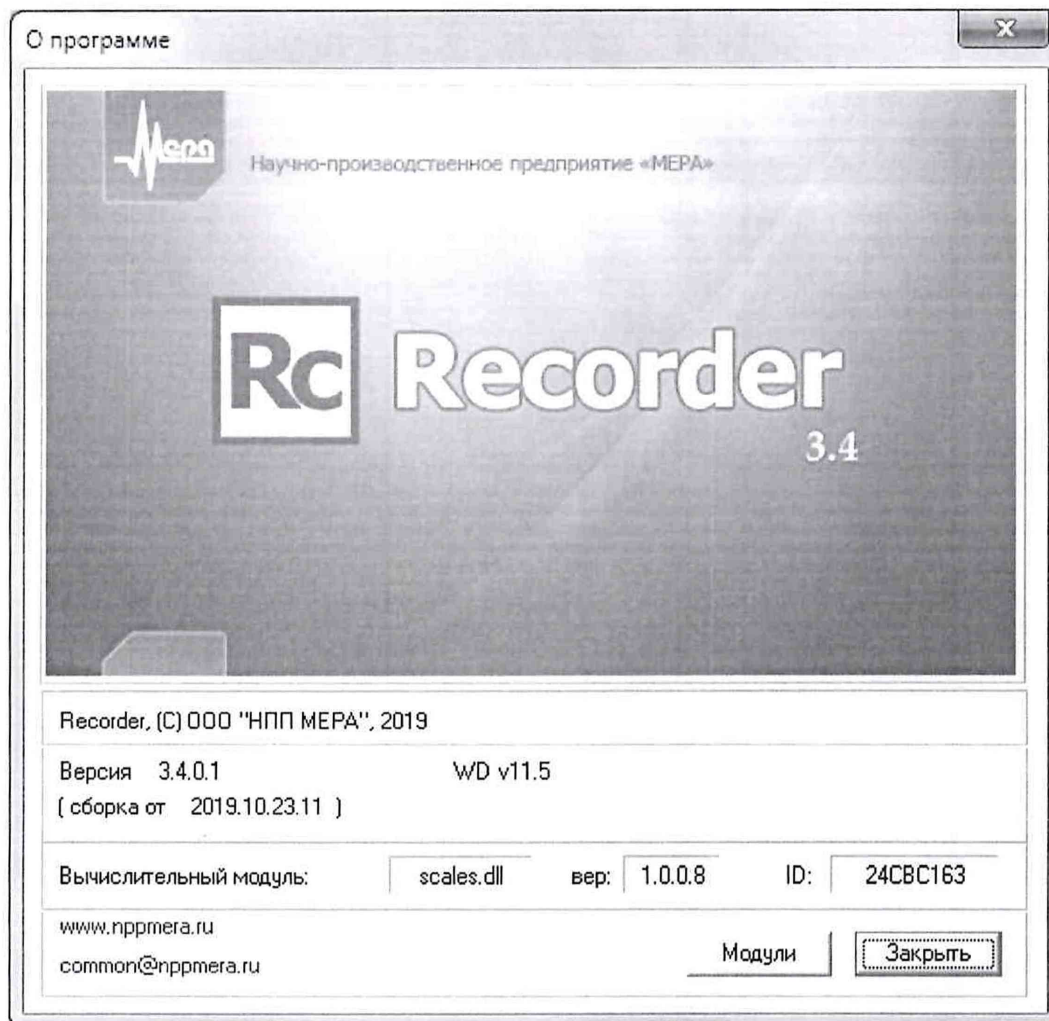 О программе
Мера
Научно-производственное предприятие «МЕРА»
Rc Recorder
3.4
Recorder, (C) ООО "НПП МЕРА", 2019
Версия 3.4.0.1 WD v11.5
( сборка от 2019.10.23.11 )
Вычислительный модуль: scales.dll вер: 1.0.0.8 ID: 24CBC163
www.nppmera.ru
common@nppmera.ru
Модули Закрыть